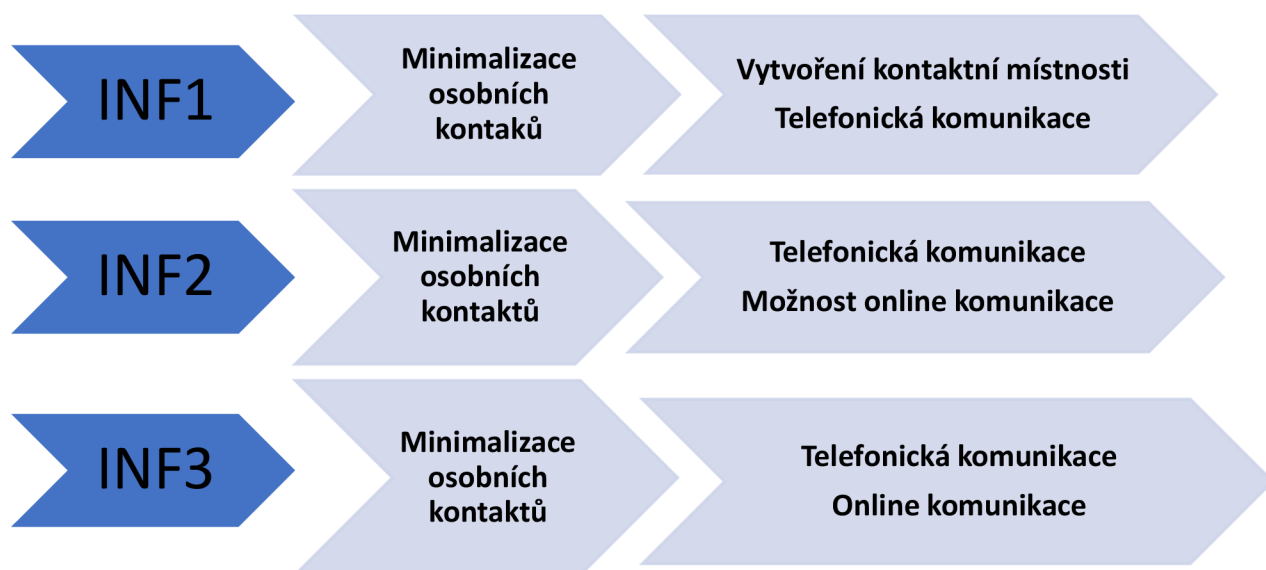 INF1
Minimalizace
osobních
kontaků
Vytvoření kontaktní místnosti
Telefonická komunikace
INF2
Minimalizace
osobních
kontaktů
Telefonická komunikace
Možnost online komunikace
INF3
Minimalizace
osobních
kontaktů
Telefonická komunikace
Online komunikace